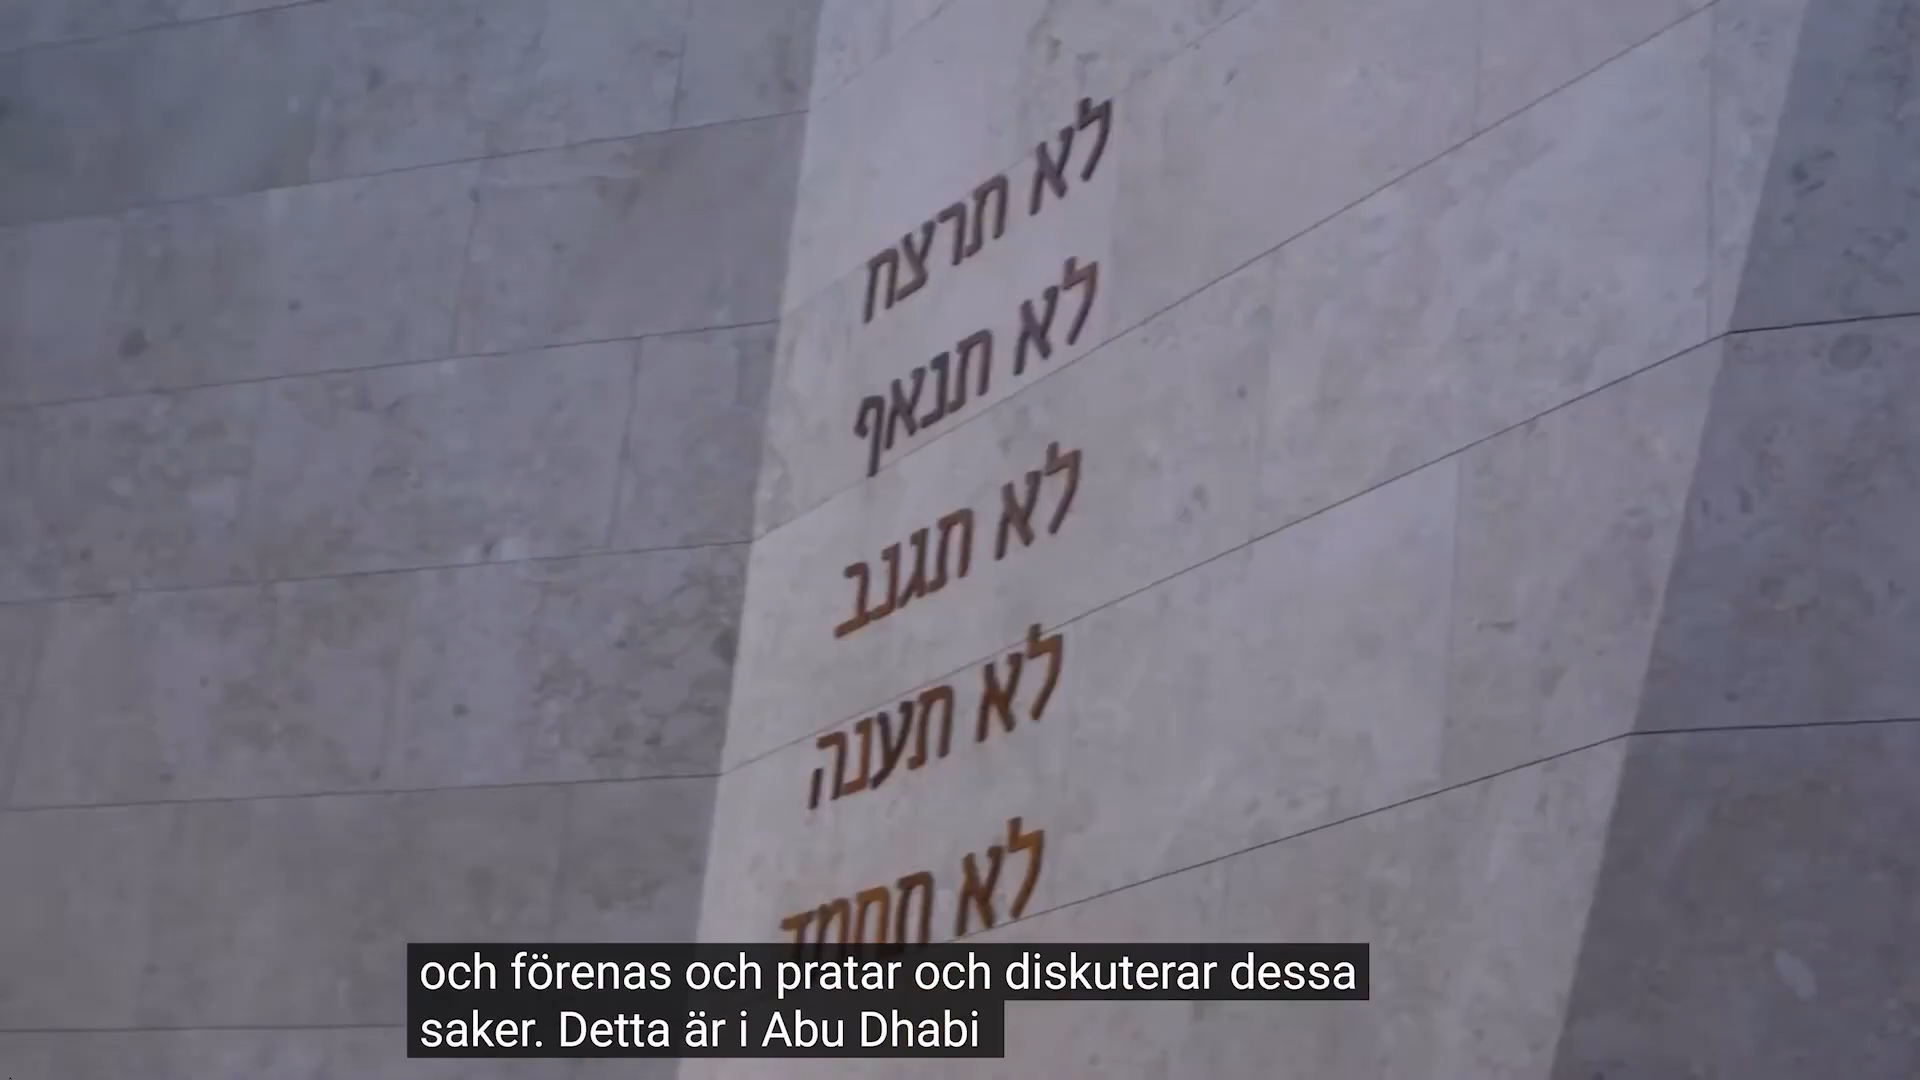 לא תרצח
לא תנאף
לא תגנב
לא תענה
לא תחמד
och förenas och pratar och diskuterar dessa
saker. Detta är i Abu Dhabi